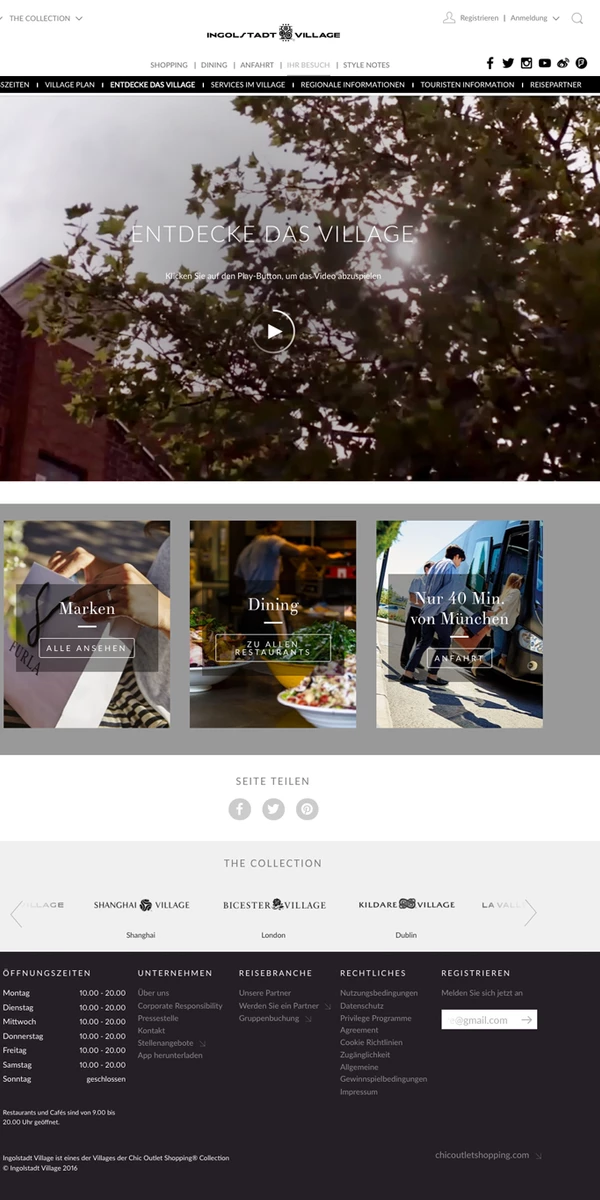 THE COLLECTION
Registrieren | Anmeldung
INGOLSTADT VILLAGE
SHOPPING | DINING | ANFAHRT | IHR BESUCH | STYLE NOTES
VILLAGE PLAN | ENTDECKE DAS VILLAGE | SERVICES IM VILLAGE | REGIONALE INFORMATIONEN | TOURISTEN INFORMATION | REISEPARTNER
ENTDECKE DAS VILLAGE
Klicken Sie auf den Play-Button, um das Video abzuspielen
Marken
ALLE ANSEHEN
FURLA
Dining
ZU ALLEN
RESTAURANTS
Nur 40 Min.
von München
ANFAHRT
SEITE TEILEN
THE COLLECTION
SHANGHAI VILLAGE
Shanghai
BICESTER VILLAGE
London
KILDARE VILLAGE
Dublin
LA VALL
ÖFFNUNGSZEITEN
Montag 10.00 - 20.00
Dienstag 10.00 - 20.00
Mittwoch 10.00 - 20.00
Donnerstag 10.00 - 20.00
Freitag 10.00 - 20.00
Samstag 10.00 - 20.00
Sonntag geschlossen
Restaurants und Cafés sind von 9.00 bis
20.00 Uhr geöffnet.
UNTERNEHMEN
Über uns
Corporate Responsibility
Pressestelle
Kontakt
Stellenangebote
App herunterladen
REISEBRANCHE
Unsere Partner
Werden Sie ein Partner
Gruppenbuchung
RECHTLICHES
Nutzungsbedingungen
Datenschutz
Privilege Programme
Agreement
Cookie Richtlinien
Zugänglichkeit
Allgemeine
Gewinnspielbedingungen
Impressum
REGISTRIEREN
Melden Sie sich jetzt an
@gmail.com
Ingolstadt Village ist eines der Villages der Chic Outlet Shopping® Collection
© Ingolstadt Village 2016
chicoutletshopping.com